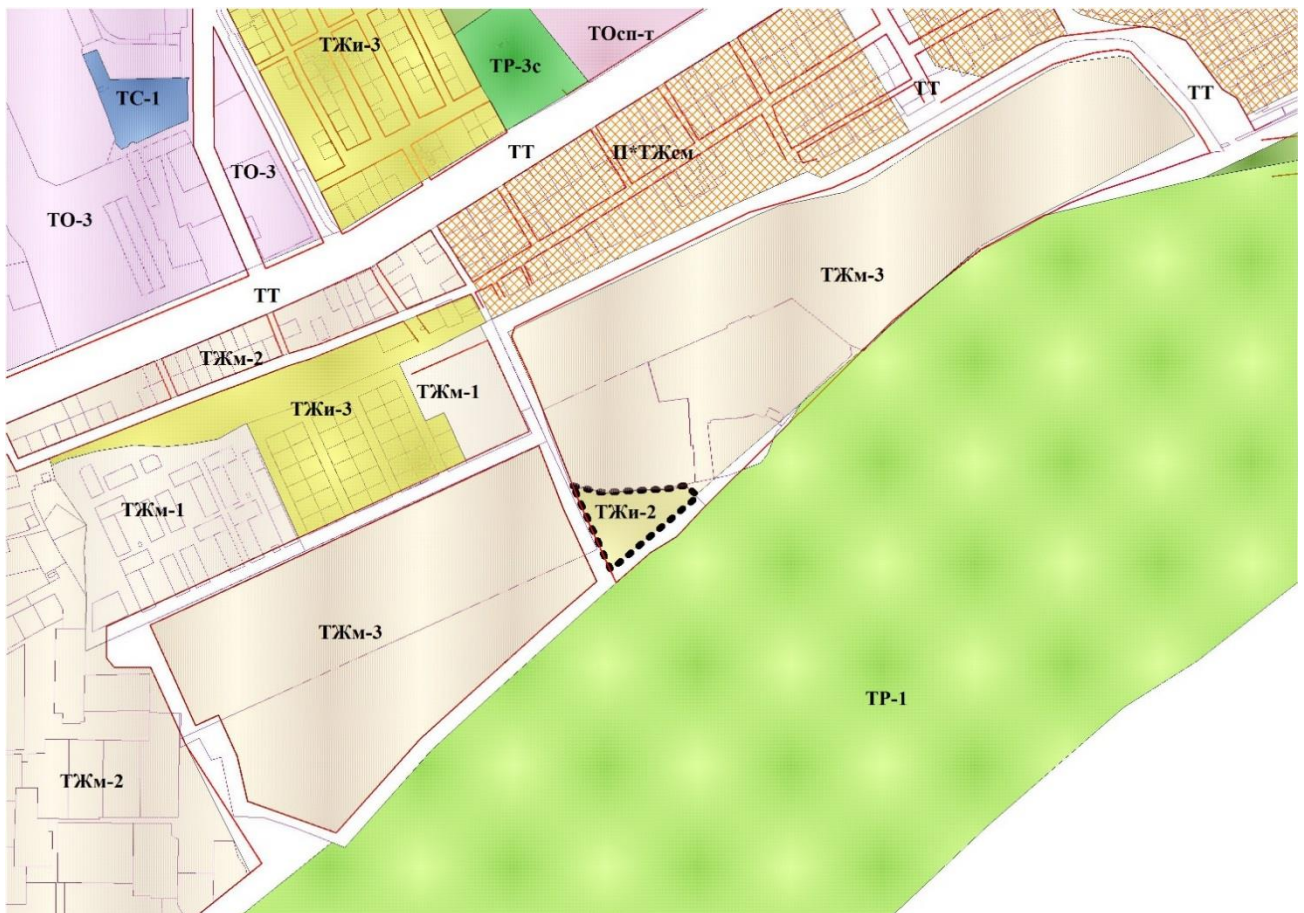 ТЖи-3
ТОсп-т
ТР-3с
ТС-1
ТТ
ТТ
ТО-3
ТТ
П*ТЖсм
ТО-3
ТЖм-3
ТТ
ТЖм-2
ТЖм-1
ТЖи-3
ТЖм-1
ТЖи-2
ТЖм-3
ТР-1
ТЖм-2